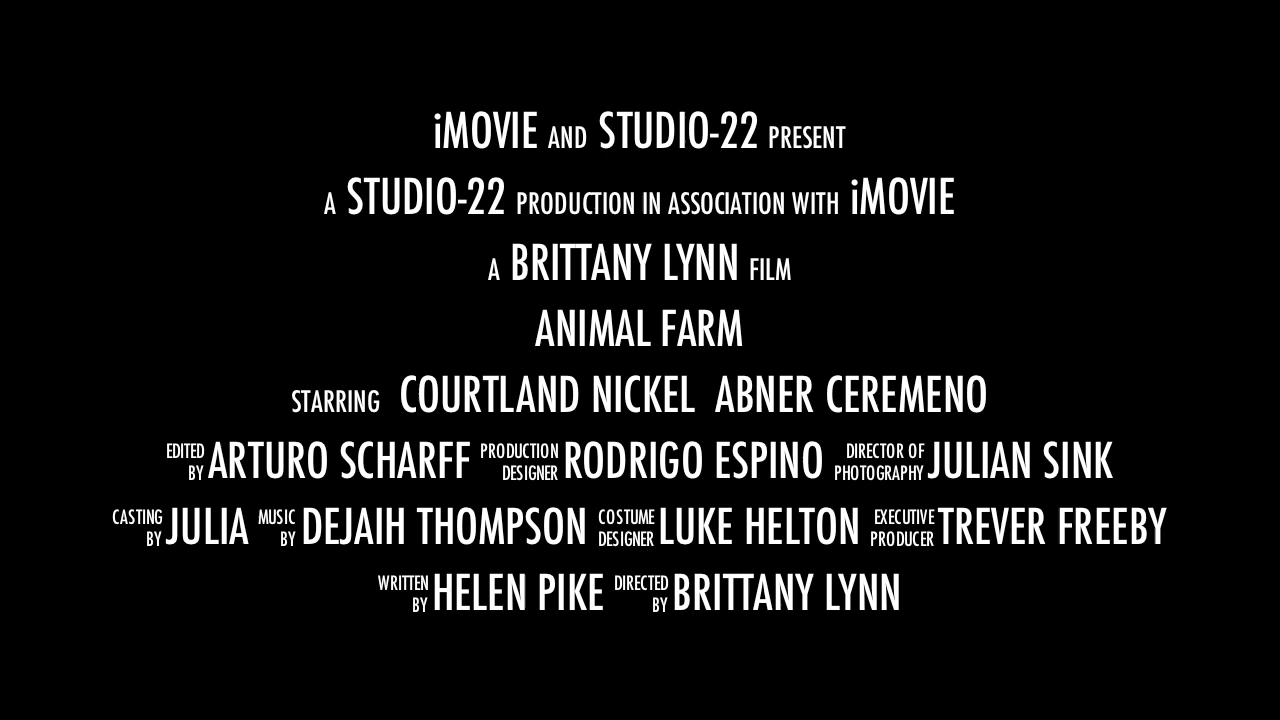 iMOVIE AND STUDIO-22 PRESENT
A STUDIO-22 PRODUCTION IN ASSOCIATION WITH iMOVIE
A BRITTANY LYNN FILM
ANIMAL FARM
STARRING COURTLAND NICKEL ABNER CEREMENO
EDITED BY ARTURO SCHARFF PRODUCTION DESIGNER RODRIGO ESPINO DIRECTOR OF PHOTOGRAPHY JULIAN SINK
CASTING BY JULIA MUSIC BY DEJAIH THOMPSON COSTUME DESIGNER LUKE HELTON EXECUTIVE PRODUCER TREVER FREEBY
WRITTEN BY HELEN PIKE DIRECTED BY BRITTANY LYNN